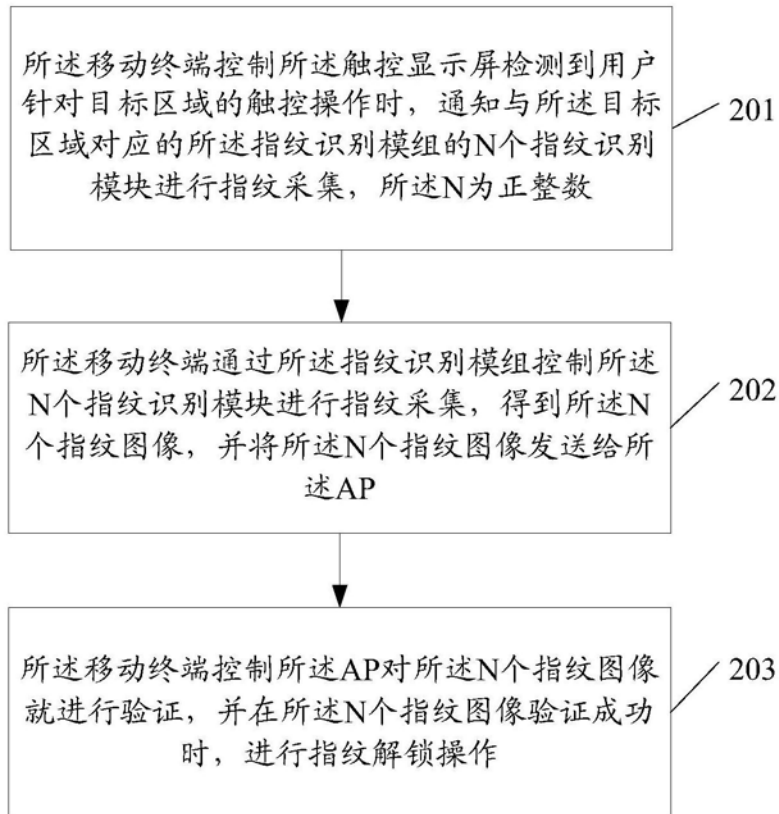 所述移动终端控制所述触控显示屏检测到用户
针对目标区域的触控操作时，通知与所述目标
区域对应的所述指纹识别模组的N个指纹识别
模块进行指纹采集，所述N为正整数
201
所述移动终端通过所述指纹识别模组控制所述
N个指纹识别模块进行指纹采集，得到所述N
个指纹图像，并将所述N个指纹图像发送给所
述AP
202
所述移动终端控制所述AP对所述N个指纹图像
就进行验证，并在所述N个指纹图像验证成功
时，进行指纹解锁操作
203